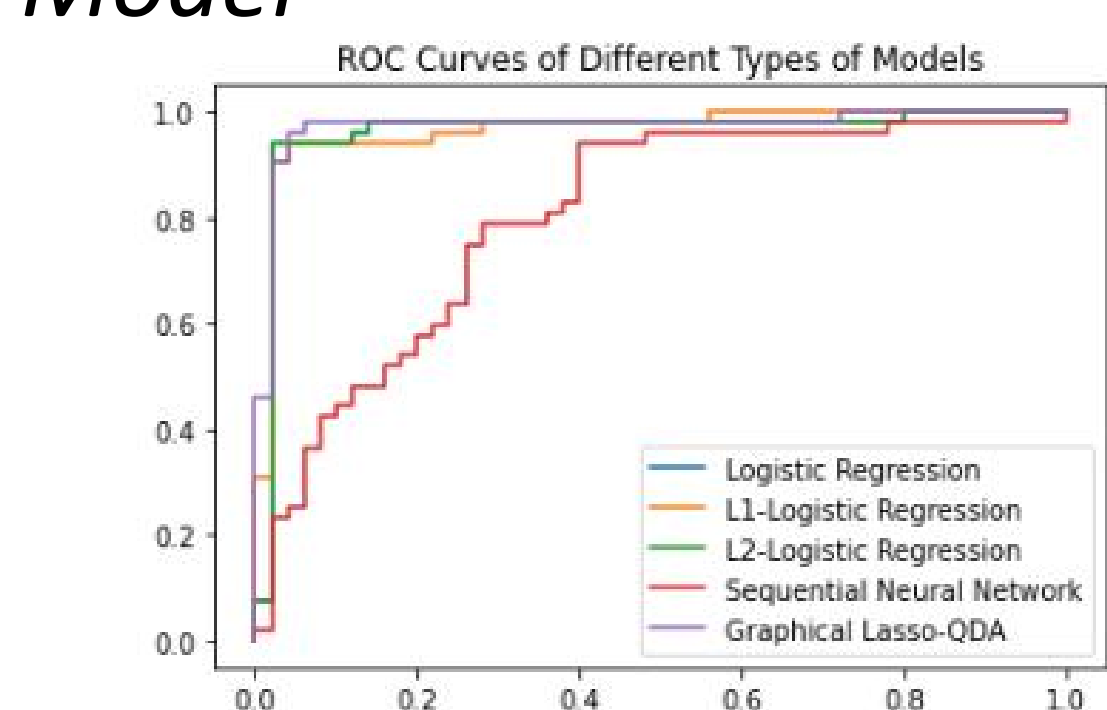 Model
ROC Curves of Different Types of Models
1.0
0.8
0.6
0.4
0.2
0.0
Logistic Regression
L1-Logistic Regression
L2-Logistic Regression
Sequential Neural Network
Graphical Lasso-QDA
0.0 0.2 0.4 0.6 0.8 1.0